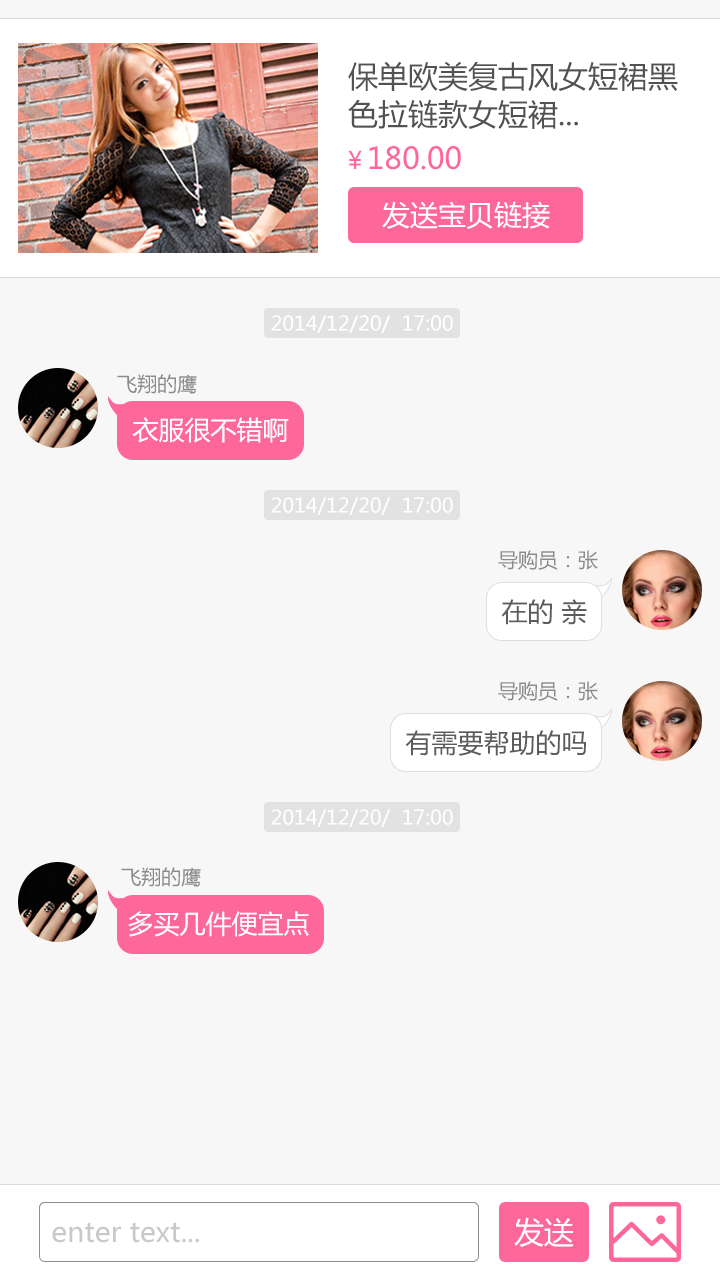 保单欧美复古风女短裙黑
色拉链款女短裙...
¥ 180.00
发送宝贝链接
2014/12/20/ 17:00
飞翔的鹰
衣服很不错啊
2014/12/20/ 17:00
导购员：张
在的 亲
导购员：张
有需要帮助的吗
2014/12/20/ 17:00
飞翔的鹰
多买几件便宜点
enter text...
发送